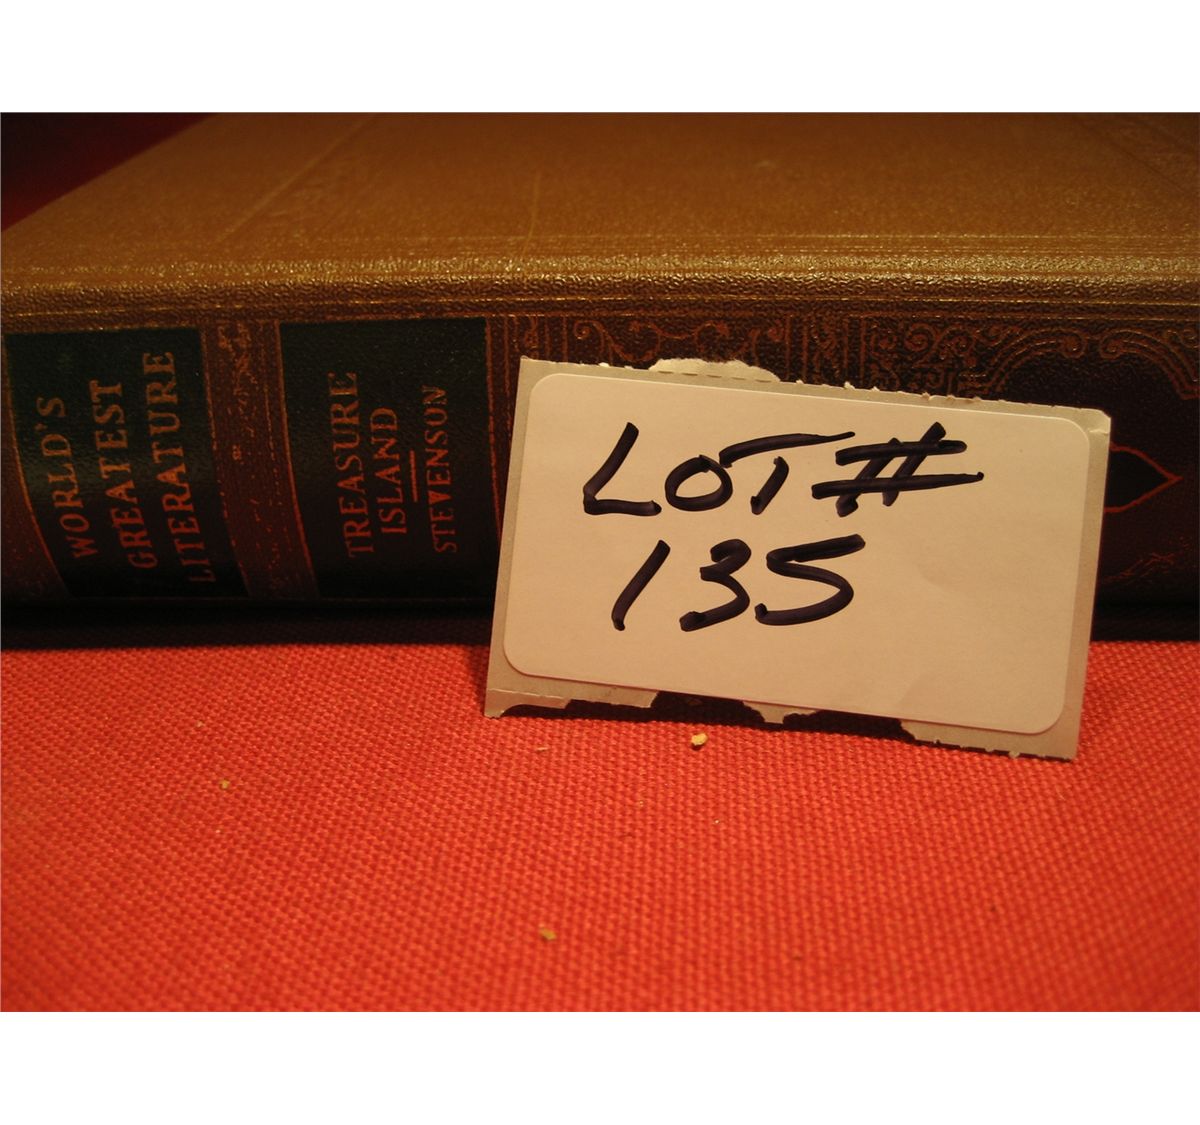 WORLD'S
GREATEST
LITERATURE
TREASURE
ISLAND
STEVENSON
LOT#
135